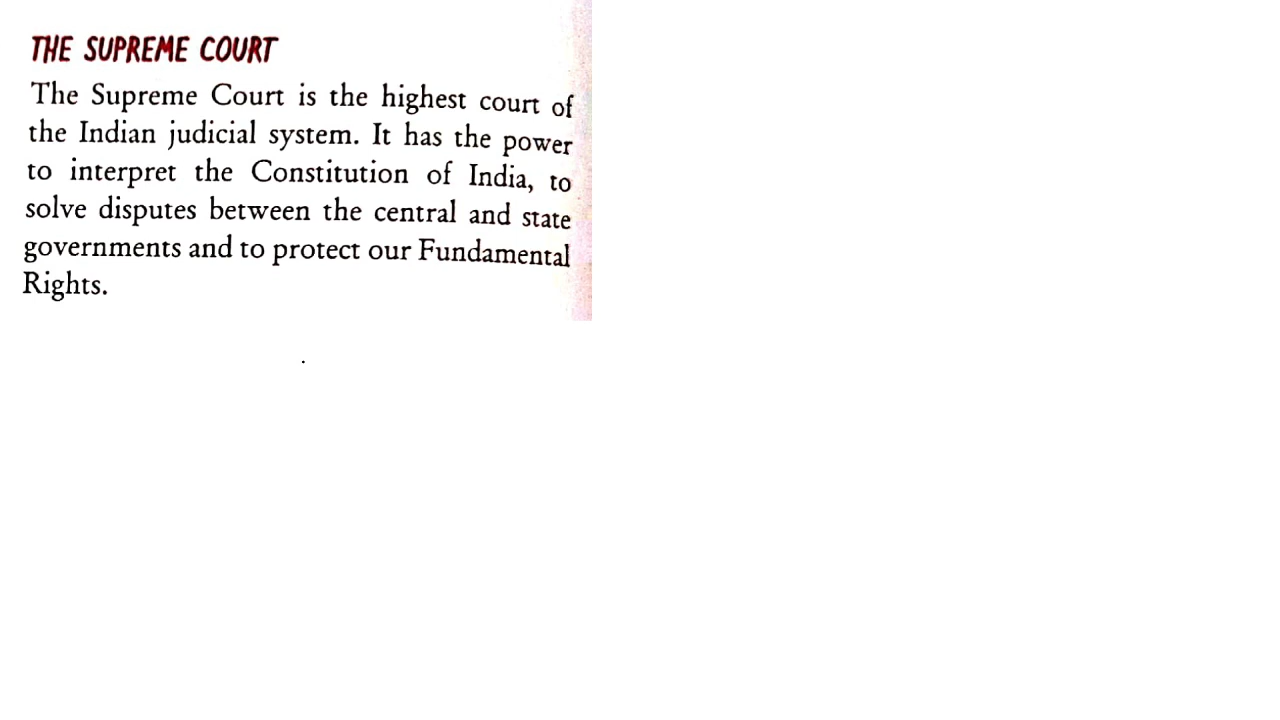 THE SUPREME COURT
The Supreme Court is the highest court of
the Indian judicial system. It has the power
to interpret the Constitution of India, to
solve disputes between the central and state
governments and to protect our Fundamental
Rights.